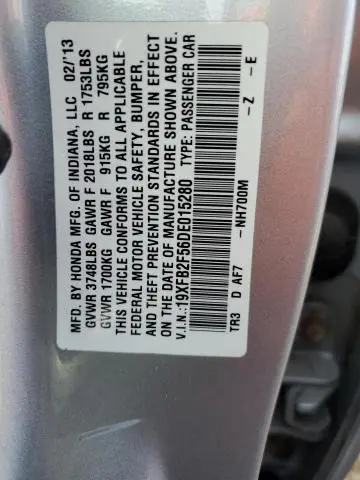 MFD. BY HONDA MFG. OF INDIANA, LLC 02/'13
GVWR 3748LBS GAWR F 2018LBS R 1753LBS
GVWR 1700KG GAWR F 915KG R 795KG
THIS VEHICLE CONFORMS TO ALL APPLICABLE
FEDERAL MOTOR VEHICLE SAFETY, BUMPER,
AND THEFT PREVENTION STANDARDS IN EFFECT
ON THE DATE OF MANUFACTURE SHOWN ABOVE.
V.I.N.:19XFB2F56DE015280 TYPE: PASSENGER CAR
TR3 D AF7 -NH700M -Z -E